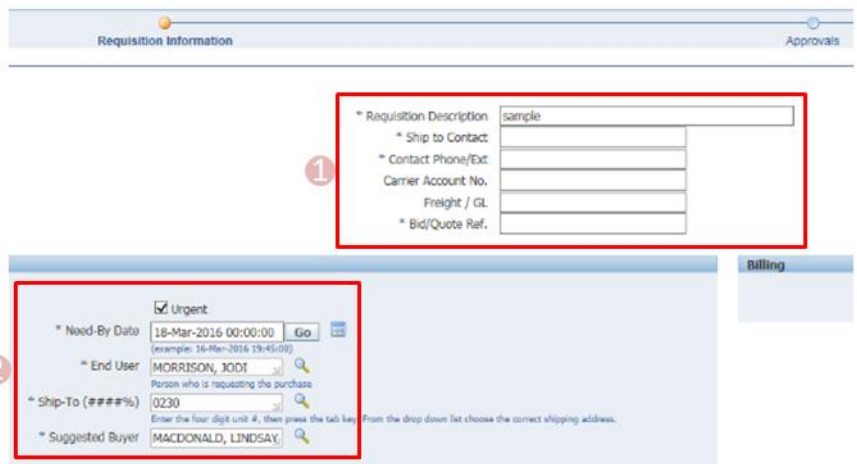 Requisition Information
Approvals
* Requisition Description sample
* Ship to Contact
1
* Contact Phone/Ext
Carrier Account No.
Freight / GL
* Bid/Quote Ref.
Billing
Urgent
* Need-By Date 18-Mar-2016 00:00:00 Go
(example: 16-Mar-2016 19:45:00)
* End User MORRISON, JODI
Person who is requesting the purchase
* Ship-To (####%) 0230
Enter the four digit unit #, then press the tab key. From the drop down list choose the correct shipping address.
* Suggested Buyer MACDONALD, LINDSAY